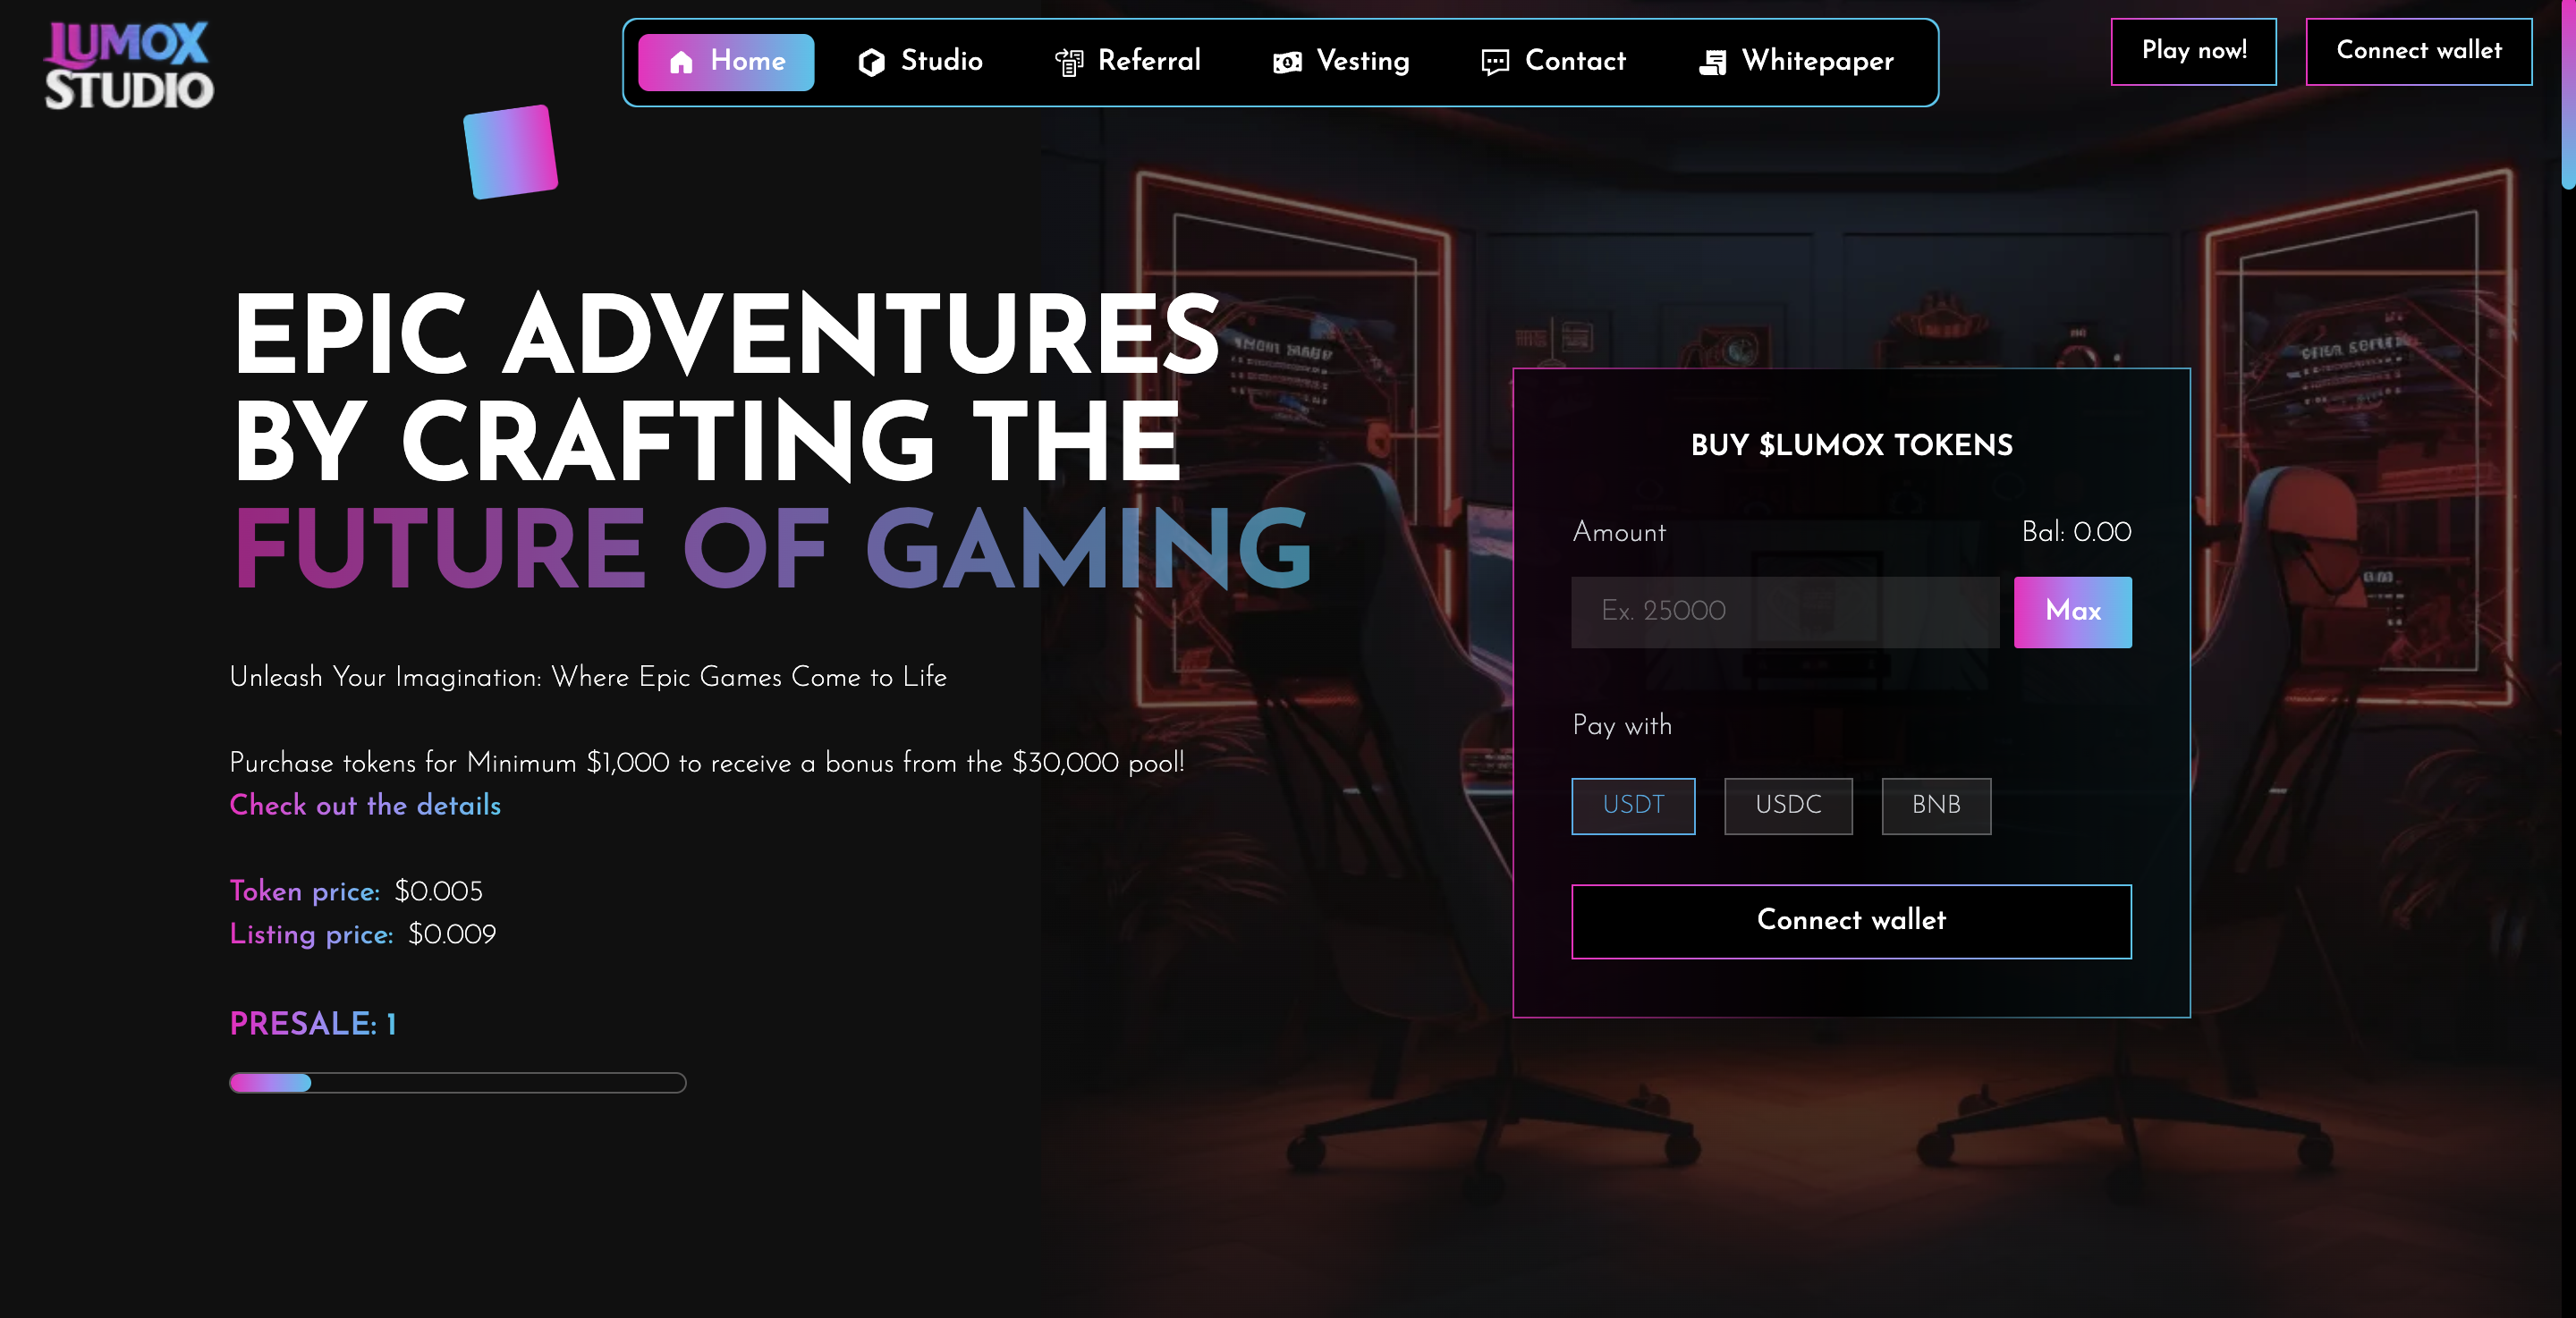 LUMOX
STUDIO
Home
Studio
Referral
Vesting
Contact
Whitepaper
Play now!
Connect wallet
EPIC ADVENTURES
BY CRAFTING THE
FUTURE OF GAMING
Unleash Your Imagination: Where Epic Games Come to Life
Purchase tokens for Minimum $1,000 to receive a bonus from the $30,000 pool!
Check out the details
Token price: $0.005
Listing price: $0.009
PRESALE: 1
BUY $LUMOX TOKENS
Amount
Bal: 0.00
Ex. 25000
Max
Pay with
USDT
USDC
BNB
Connect wallet